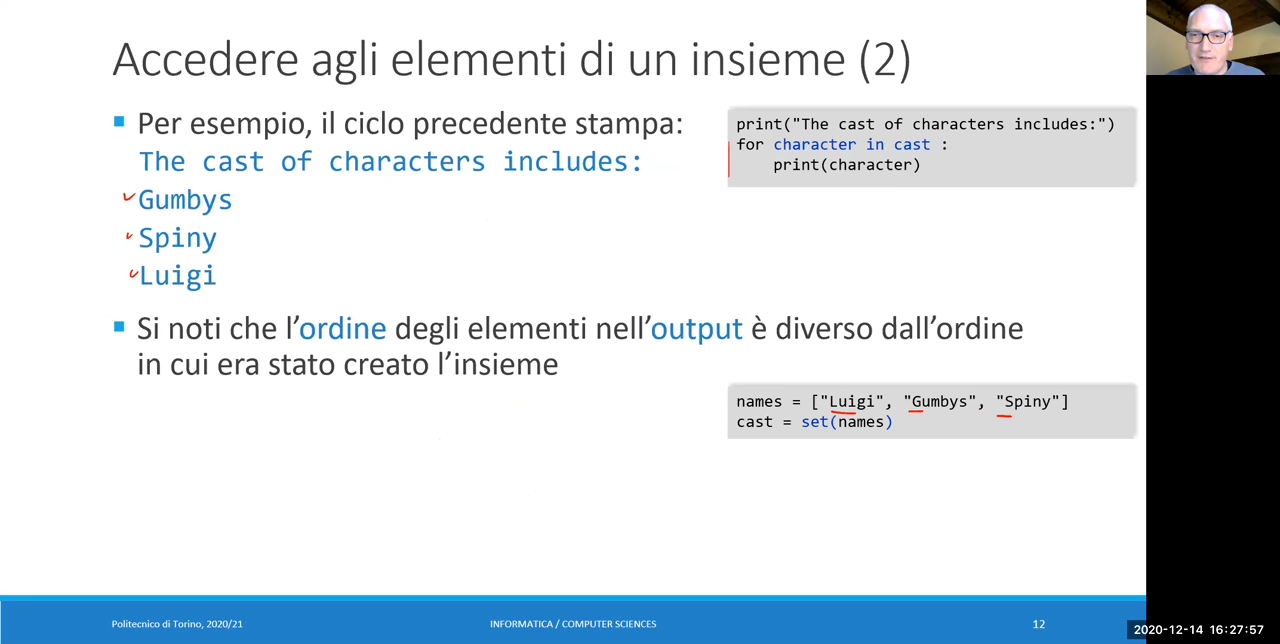 Accedere agli elementi di un insieme (2)
Per esempio, il ciclo precedente stampa:
The cast of characters includes:
Gumbys
Spiny
Luigi
print("The cast of characters includes:")
for character in cast :
print(character)
Si noti che l’ordine degli elementi nell’output è diverso dall’ordine
in cui era stato creato l’insieme
names = ["Luigi", "Gumbys", "Spiny"]
cast = set(names)
Politecnico di Torino, 2020/21
INFORMATICA / COMPUTER SCIENCES
12
2020-12-14 16:27:57